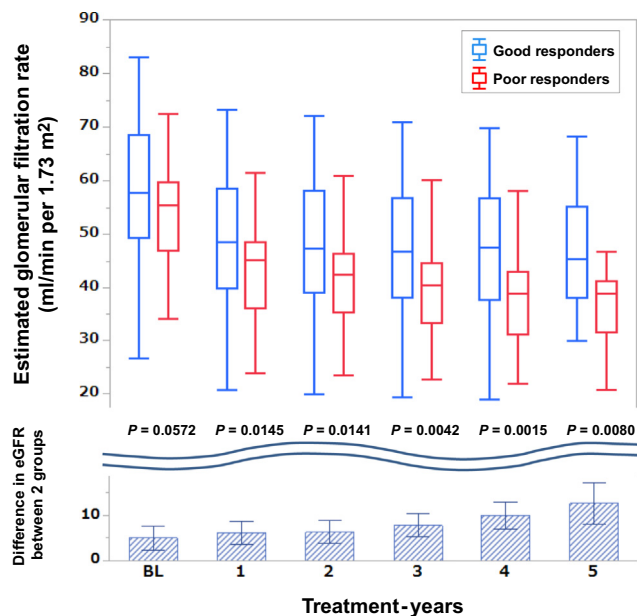 Estimated glomerular filtration rate
(ml/min per 1.73 m2)
90
80
70
60
50
40
30
20
Good responders
Poor responders
P = 0.0572 P = 0.0145 P = 0.0141 P = 0.0042 P = 0.0015 P = 0.0080
Difference in eGFR
between 2 groups
10
0
BL 1 2 3 4 5
Treatment-years